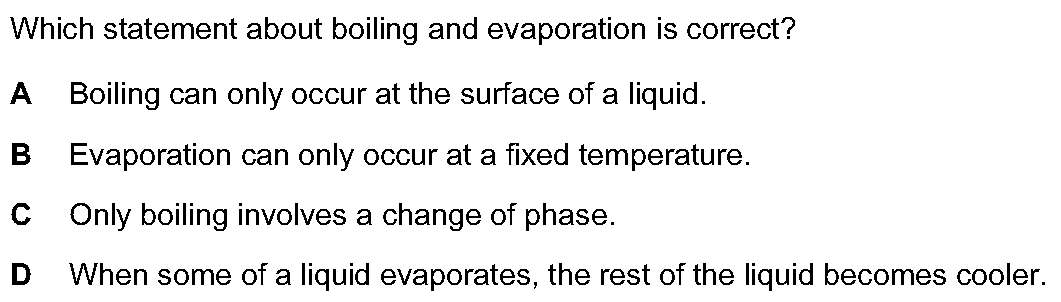 Which statement about boiling and evaporation is correct?
A Boiling can only occur at the surface of a liquid.
B Evaporation can only occur at a fixed temperature.
C Only boiling involves a change of phase.
D When some of a liquid evaporates, the rest of the liquid becomes cooler.